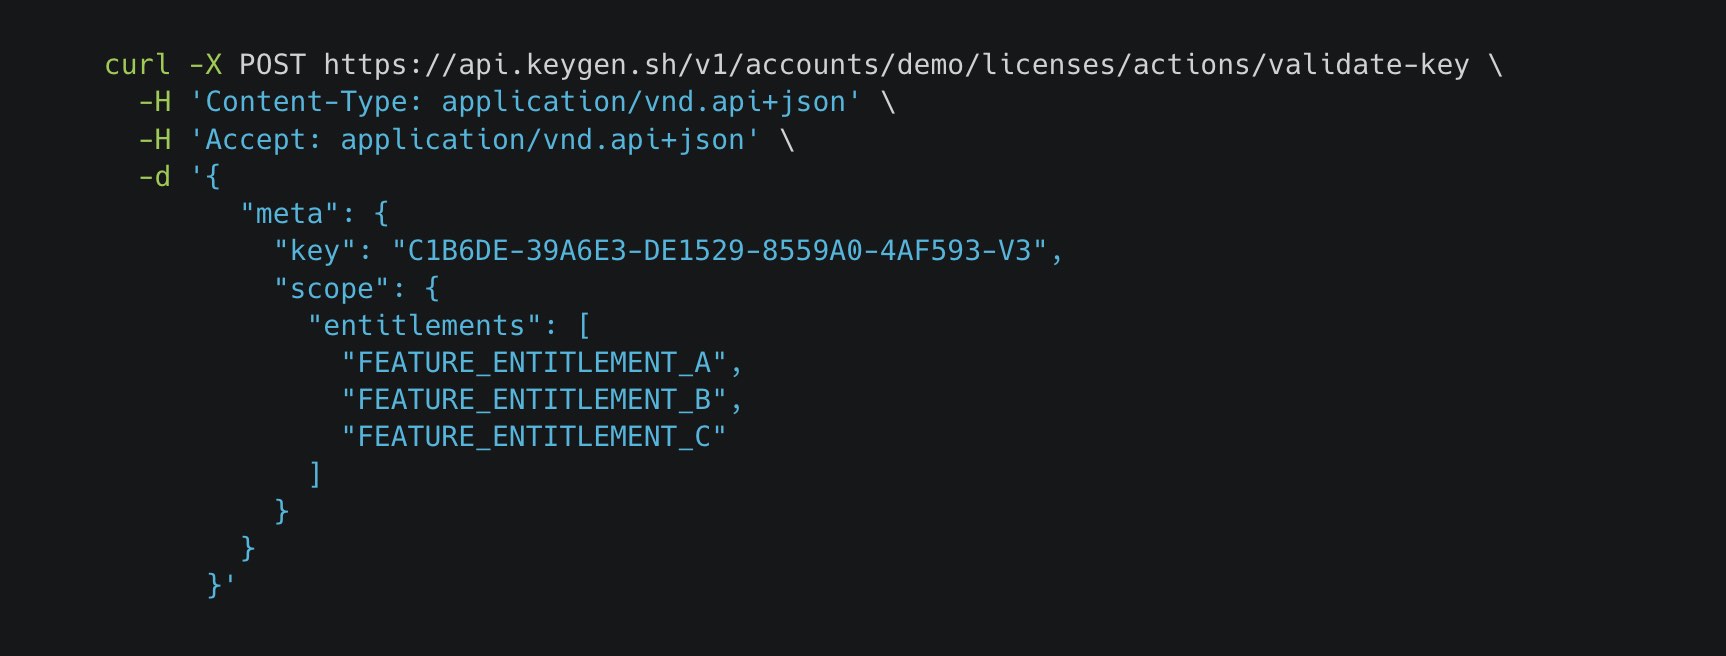 curl -X POST https://api.keygen.sh/v1/accounts/demo/licenses/actions/validate-key \
  -H 'Content-Type: application/vnd.api+json' \
  -H 'Accept: application/vnd.api+json' \
  -d '{
        "meta": {
          "key": "C1B6DE-39A6E3-DE1529-8559A0-4AF593-V3",
          "scope": {
            "entitlements": [
              "FEATURE_ENTITLEMENT_A",
              "FEATURE_ENTITLEMENT_B",
              "FEATURE_ENTITLEMENT_C"
            ]
          }
        }
      }'